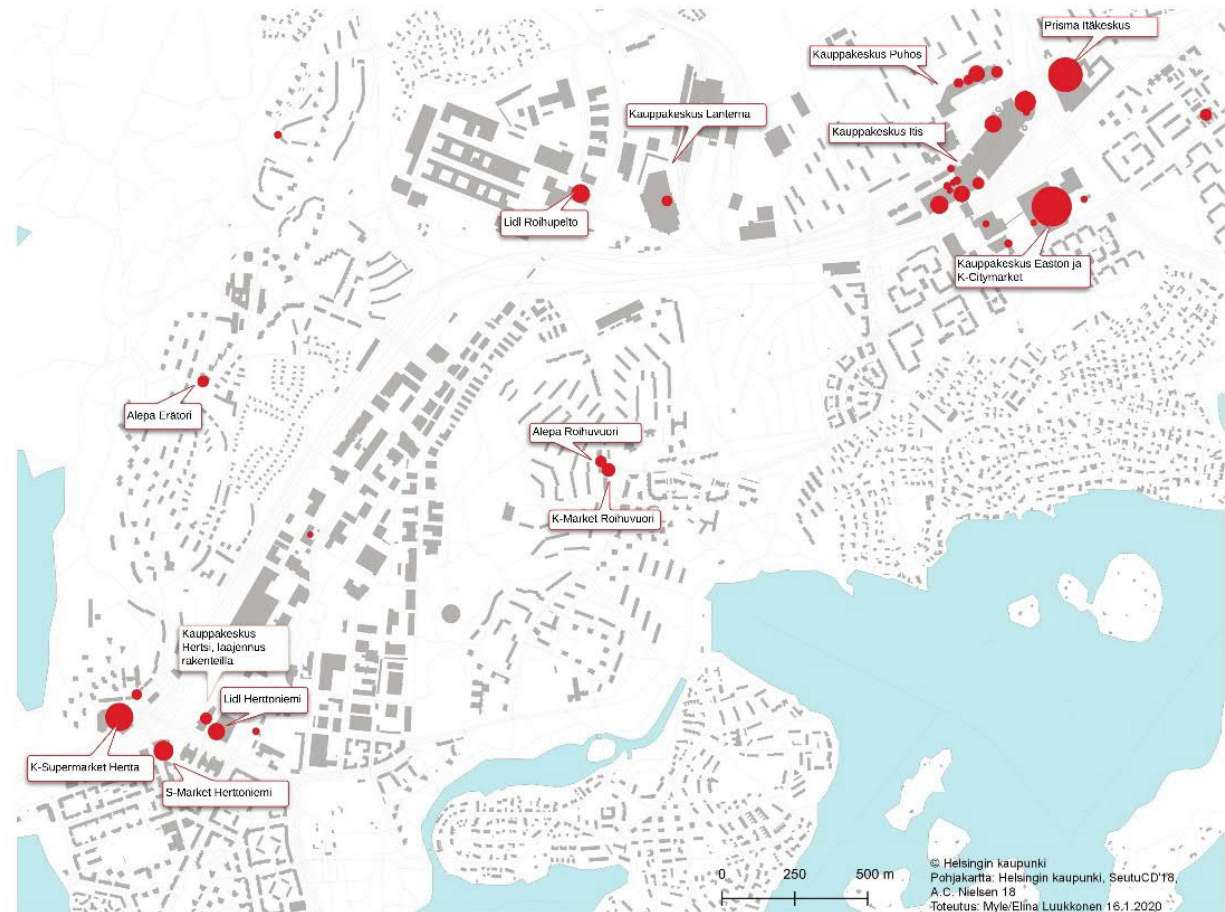 Prisma Itäkeskus
Kauppakeskus Puhos
Kauppakeskus Lanterna
Kauppakeskus Itis
Lidl Roihupelto
Kauppakeskus Easton ja
K-Citymarket
Alepa Erätori
Alepa Roihuvuori
K-Market Roihuvuori
Kauppakeskus
Hertsi, laajennus
rakenteilla
Lidl Herttoniemi
K-Supermarket Hertta
S-Market Herttoniemi
0 250 500 m
© Helsingin kaupunki
Pohjakartta: Helsingin kaupunki, SeutuCD'18,
A.C. Nielsen 18
Toteutus: Myle/Elina Luukkonen 16.1.2020